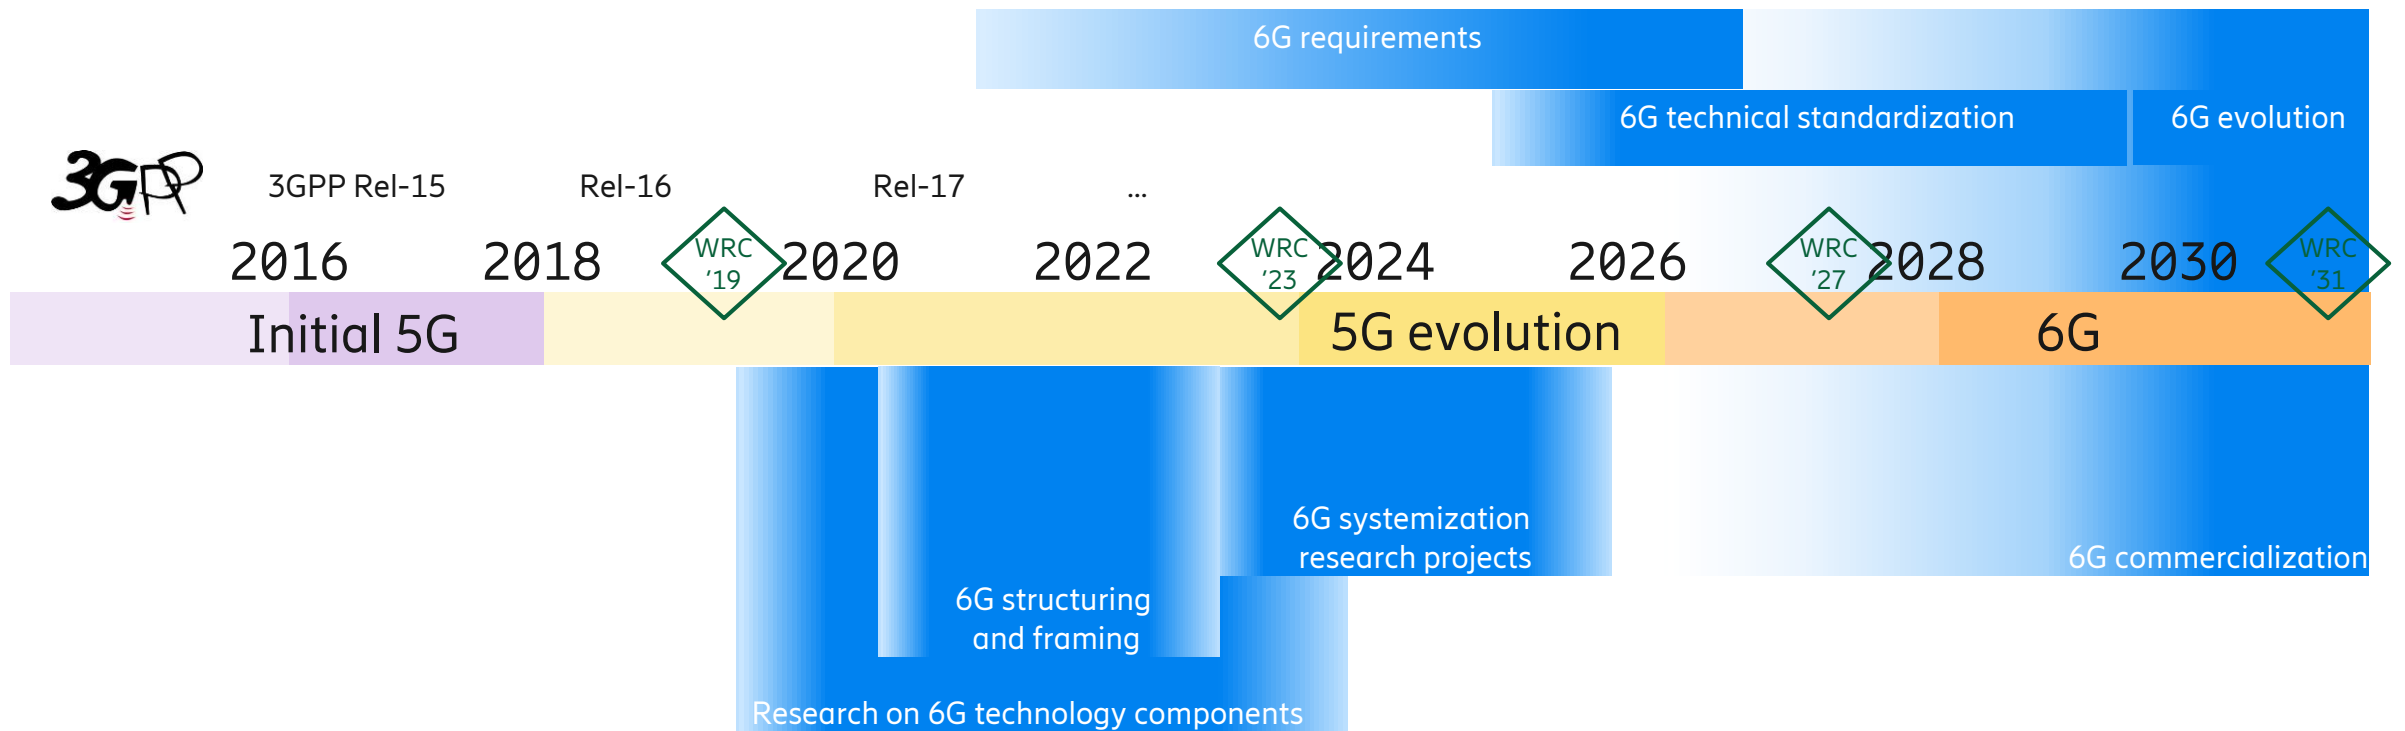 6G requirements
6G technical standardization
6G evolution
3GPP
3GPP Rel-15
Rel-16
Rel-17
...
2016
2018
WRC
'19
2020
2022
WRC
'23
2024
2026
WRC
'27
2028
2030
WRC
'31
Initial 5G
5G evolution
6G
6G systemization
research projects
6G commercialization
6G structuring
and framing
Research on 6G technology components